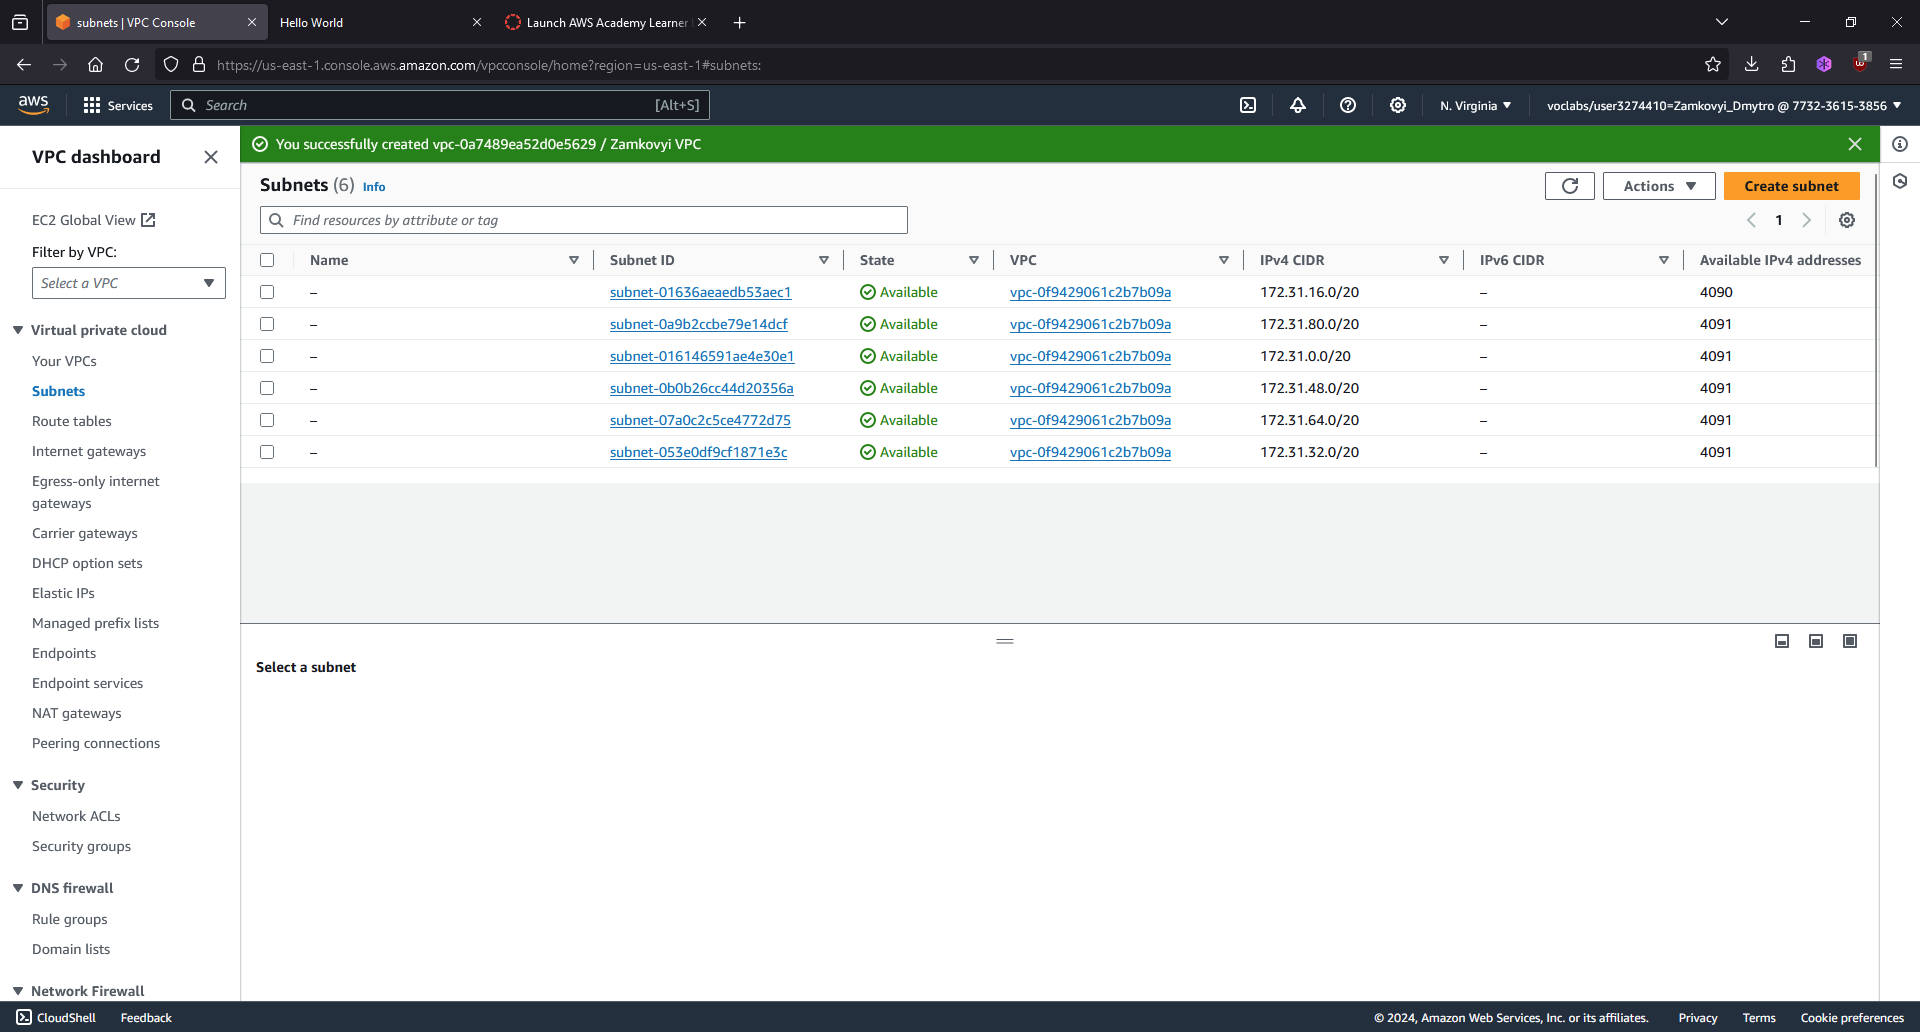 subnets | VPC Console
Hello World
Launch AWS Academy Learner
https://us-east-1.console.aws.amazon.com/vpcconsole/home?region=us-east-1#subnets:
1
aws
Services
Search
[Alt+S]
N. Virginia
voclabs/user3274410=Zamkovyi_Dmytro @ 7732-3615-3856
VPC dashboard
You successfully created vpc-0a7489ea52d0e5629 / Zamkovyi VPC
Subnets (6) Info
Actions
Create subnet
Find resources by attribute or tag
1
EC2 Global View
Filter by VPC:
Select a VPC
Virtual private cloud
Your VPCs
Subnets
Route tables
Internet gateways
Egress-only internet
gateways
Carrier gateways
DHCP option sets
Elastic IPs
Managed prefix lists
Endpoints
Endpoint services
NAT gateways
Peering connections
Security
Network ACLs
Security groups
DNS firewall
Rule groups
Domain lists
Network Firewall
Name Subnet ID State VPC IPv4 CIDR IPv6 CIDR Available IPv4 addresses
– subnet-01636aeaedb53aec1 Available vpc-0f9429061c2b7b09a 172.31.16.0/20 – 4090
– subnet-0a9b2ccbe79e14dcf Available vpc-0f9429061c2b7b09a 172.31.80.0/20 – 4091
– subnet-016146591ae4e30e1 Available vpc-0f9429061c2b7b09a 172.31.0.0/20 – 4091
– subnet-0b0b26cc44d20356a Available vpc-0f9429061c2b7b09a 172.31.48.0/20 – 4091
– subnet-07a0c2c5ce4772d75 Available vpc-0f9429061c2b7b09a 172.31.64.0/20 – 4091
– subnet-053e0df9cf1871e3c Available vpc-0f9429061c2b7b09a 172.31.32.0/20 – 4091
Select a subnet
CloudShell
Feedback
© 2024, Amazon Web Services, Inc. or its affiliates.
Privacy
Terms
Cookie preferences